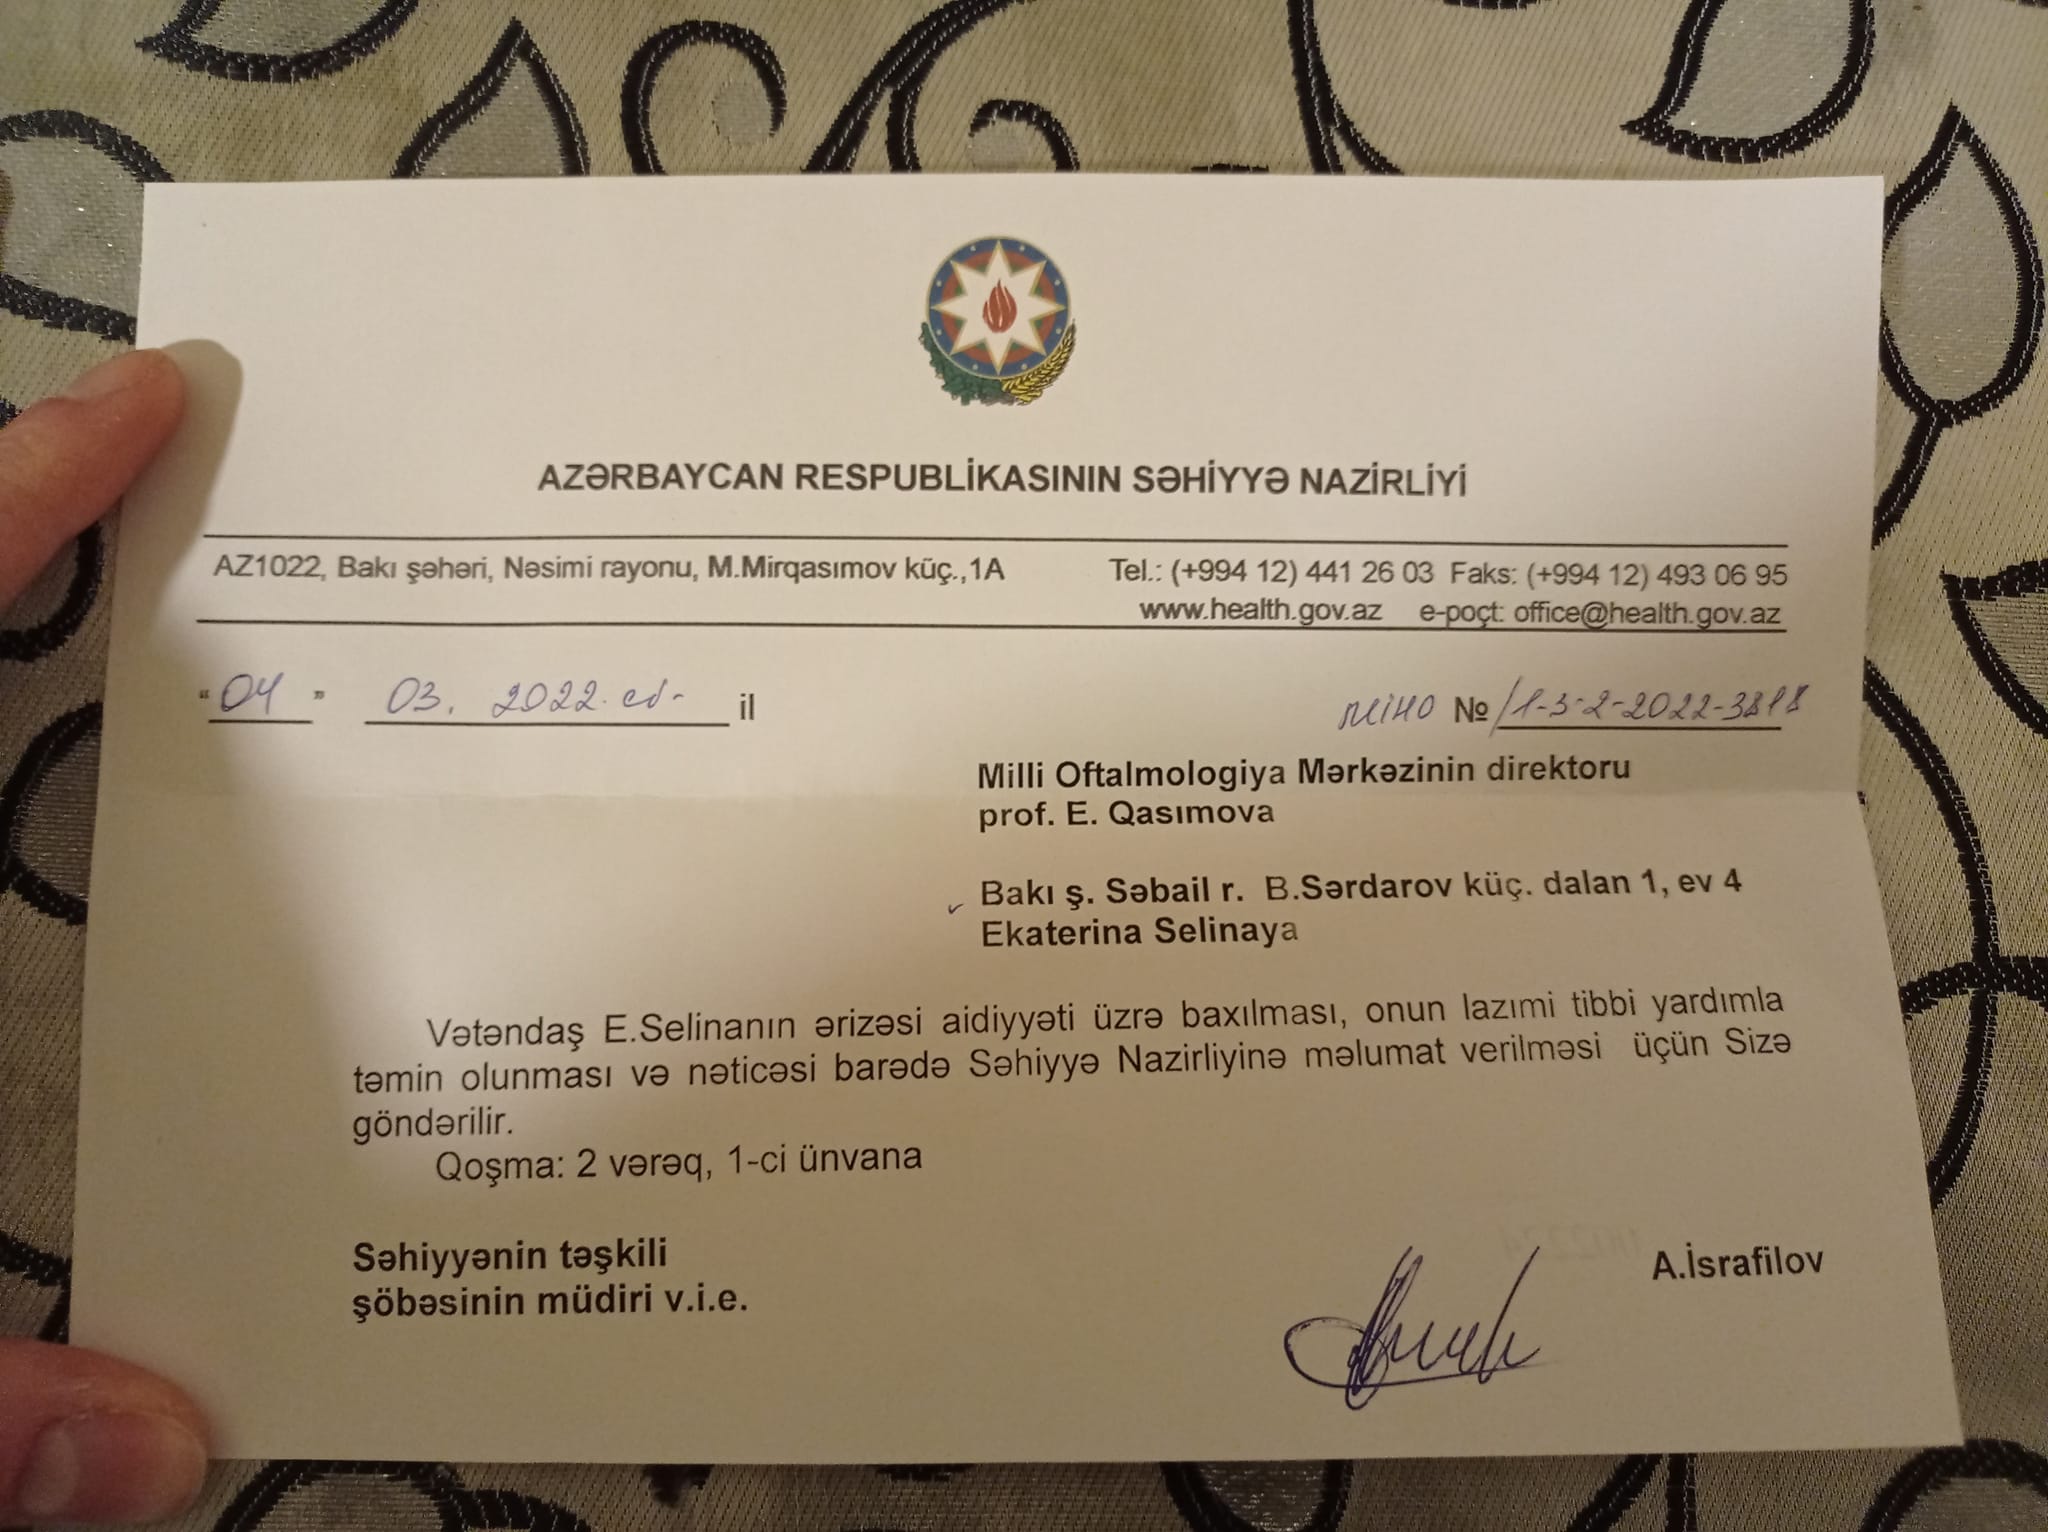 AZƏRBAYCAN RESPUBLİKASININ SƏHİYYƏ NAZİRLİYİ
AZ1022, Bakı şəhəri, Nəsimi rayonu, M.Mirqasımov küç.,1A
Tel.: (+994 12) 441 26 03 Faks: (+994 12) 493 06 95
www.health.gov.az e-poçt: office@health.gov.az
“04” 03. 2022. il
№ /1-3-2-2022-3818
Milli Oftalmologiya Mərkəzinin direktoru
prof. E. Qasımova
Bakı ş. Səbail r. B.Sərdarov küç. dalan 1, ev 4
Ekaterina Selinaya
Vətəndaş E.Selinanın ərizəsi aidiyyəti üzrə baxılması, onun lazımi tibbi yardımla
təmin olunması və nəticəsi barədə Səhiyyə Nazirliyinə məlumat verilməsi üçün Sizə
göndərilir.
Qoşma: 2 vərəq, 1-ci ünvana
Səhiyyənin təşkili
şöbəsinin müdiri v.i.e.
A.İsrafilov